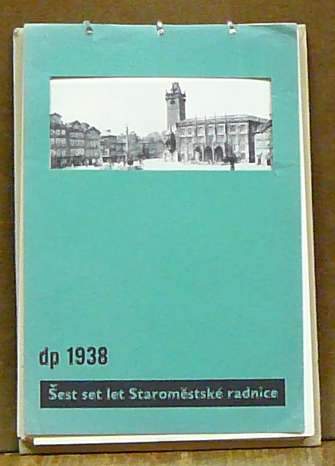 dp 1938
Šest set let Staroměstské radnice